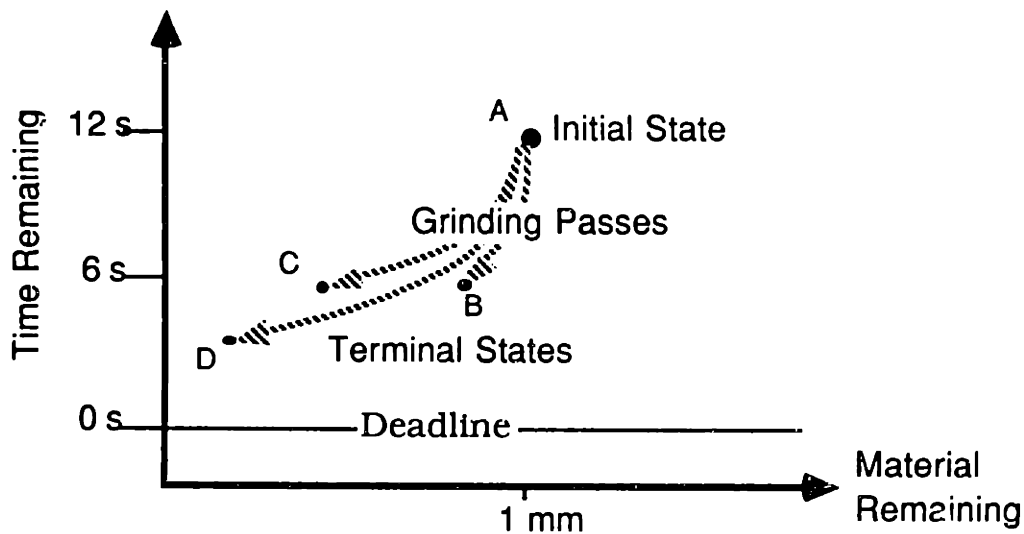 Time Remaining
12 s
A
Initial State
Grinding Passes
C
6 s
B
D
Terminal States
0 s
Deadline
Material
Remaining
1 mm